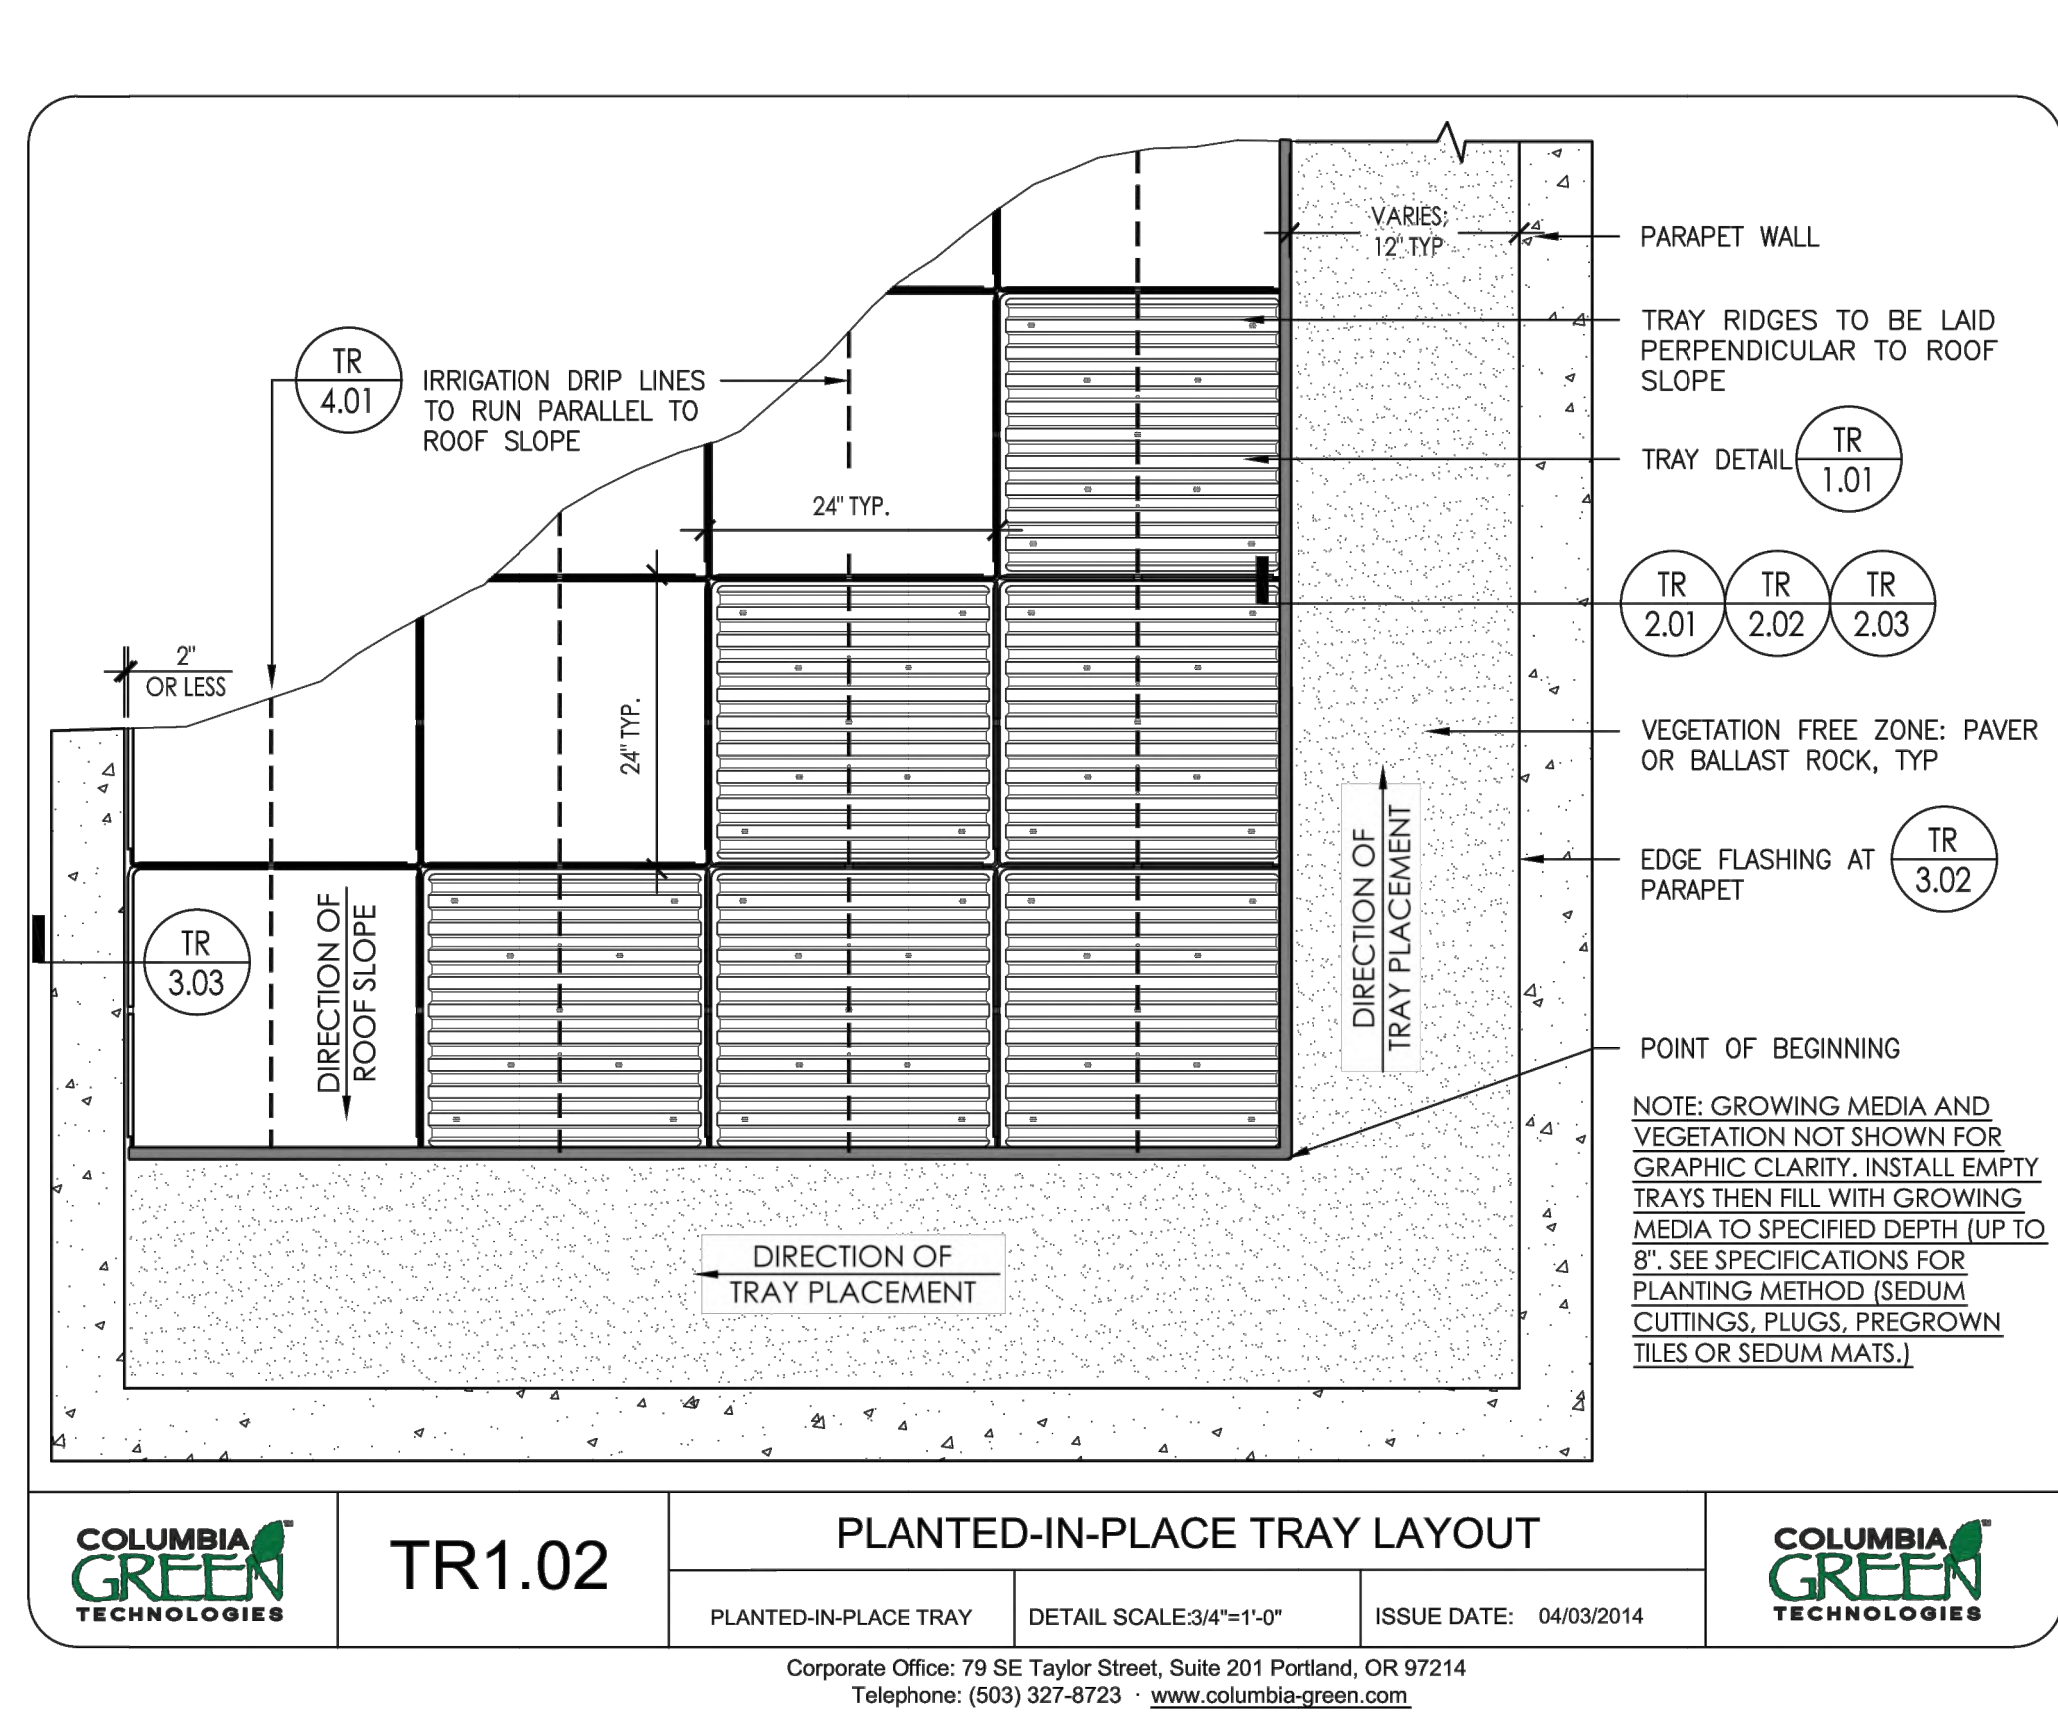 VARIES;
12" TYP
PARAPET WALL
TRAY RIDGES TO BE LAID
PERPENDICULAR TO ROOF
SLOPE
TR
4.01
IRRIGATION DRIP LINES
TO RUN PARALLEL TO
ROOF SLOPE
TRAY DETAIL
TR
1.01
24" TYP.
TR
2.01
TR
2.02
TR
2.03
2"
OR LESS
24" TYP.
VEGETATION FREE ZONE: PAVER
OR BALLAST ROCK, TYP
DIRECTION OF
TRAY PLACEMENT
EDGE FLASHING AT
PARAPET
TR
3.02
TR
3.03
DIRECTION OF
ROOF SLOPE
POINT OF BEGINNING
NOTE: GROWING MEDIA AND
VEGETATION NOT SHOWN FOR
GRAPHIC CLARITY. INSTALL EMPTY
TRAYS THEN FILL WITH GROWING
MEDIA TO SPECIFIED DEPTH (UP TO
8". SEE SPECIFICATIONS FOR
PLANTING METHOD (SEDUM
CUTTINGS, PLUGS, PREGROWN
TILES OR SEDUM MATS.)
DIRECTION OF
TRAY PLACEMENT
COLUMBIA
GREEN™
TECHNOLOGIES
TR1.02
PLANTED-IN-PLACE TRAY LAYOUT
PLANTED-IN-PLACE TRAY
DETAIL SCALE:3/4"=1'-0"
ISSUE DATE: 04/03/2014
COLUMBIA
GREEN™
TECHNOLOGIES
Corporate Office: 79 SE Taylor Street, Suite 201 Portland, OR 97214
Telephone: (503) 327-8723 · www.columbia-green.com